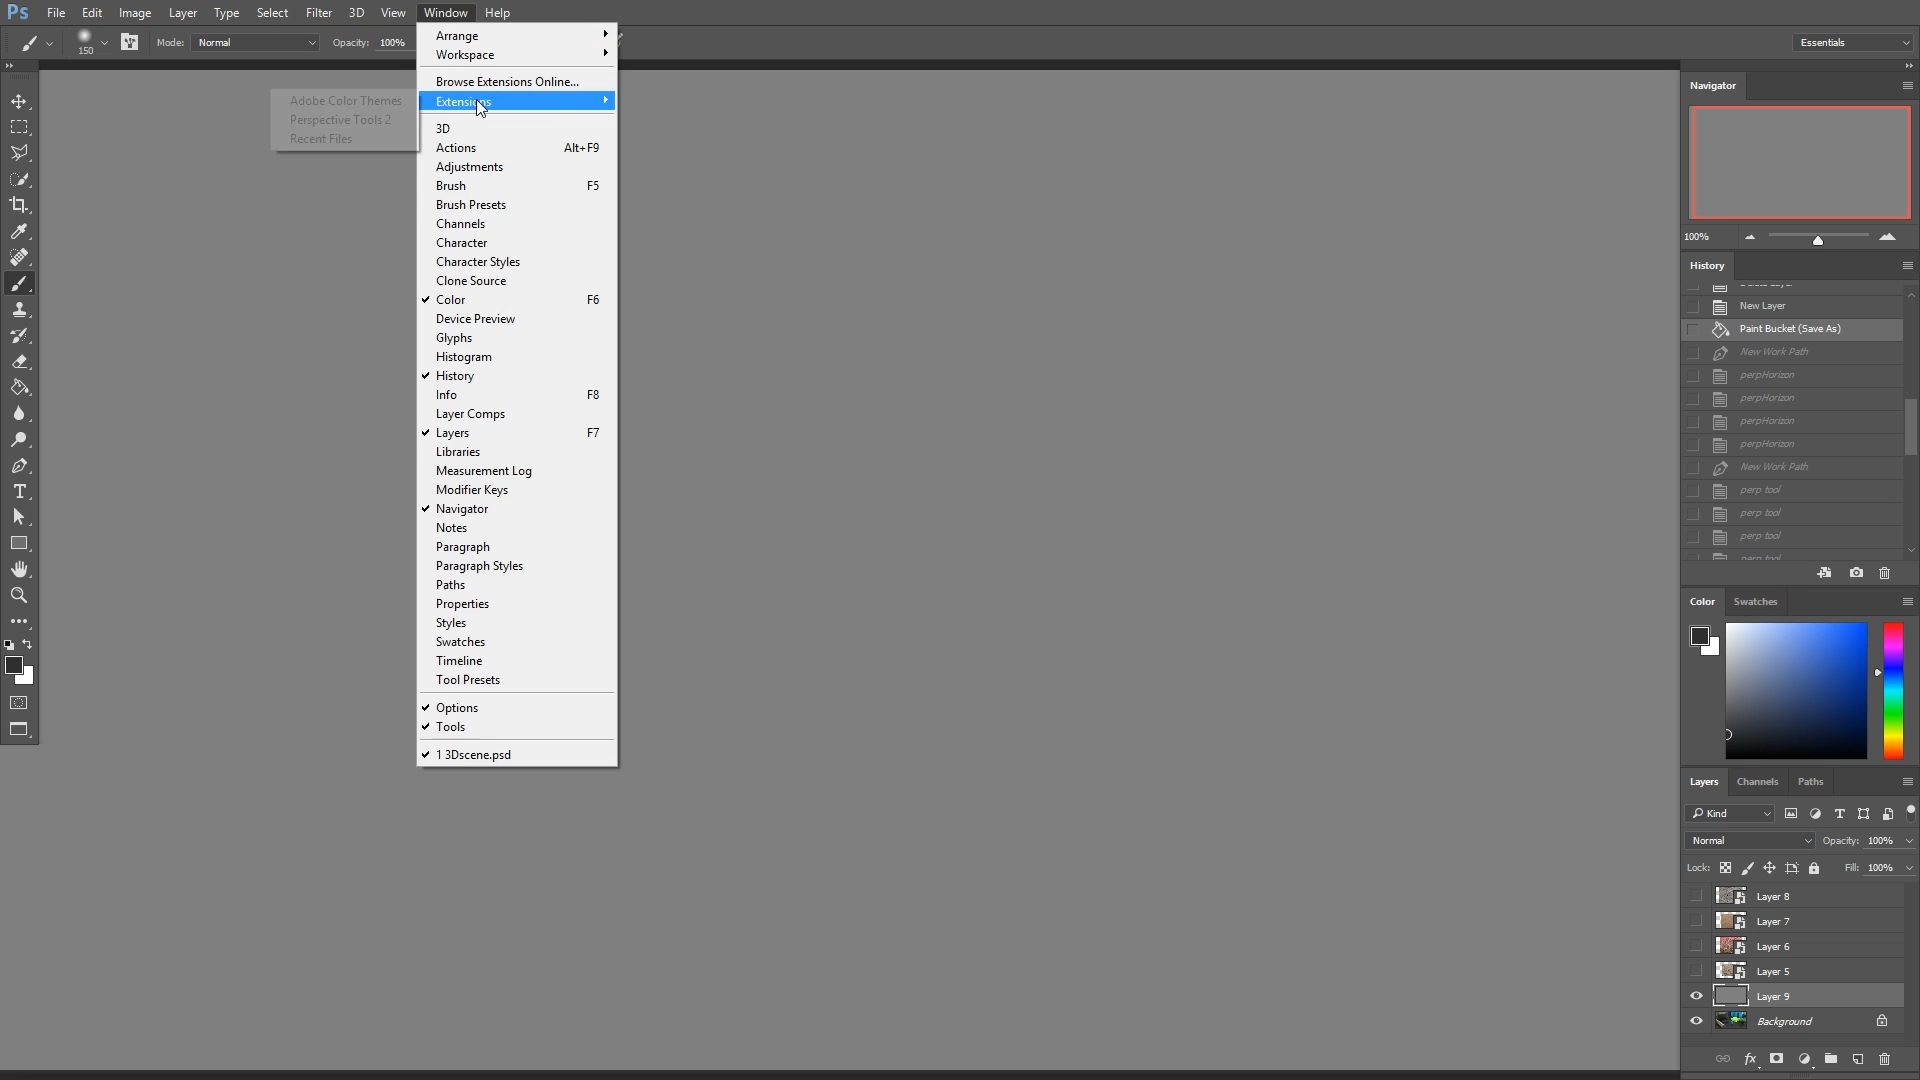 Ps File Edit Image Layer Type Select Filter 3D View Window Help
150 Mode: Normal Opacity: 100% Essentials
Arrange
Workspace
Browse Extensions Online...
Extensions
Adobe Color Themes
Perspective Tools 2
Recent Files
3D
Actions Alt+F9
Adjustments
Brush F5
Brush Presets
Channels
Character
Character Styles
Clone Source
Color F6
Device Preview
Glyphs
Histogram
History
Info F8
Layer Comps
Layers F7
Libraries
Measurement Log
Modifier Keys
Navigator
Notes
Paragraph
Paragraph Styles
Paths
Properties
Styles
Swatches
Timeline
Tool Presets
Options
Tools
1 3Dscene.psd
Navigator
100%
History
New Layer
Paint Bucket (Save As)
New Work Path
perpHorizon
perpHorizon
perpHorizon
perpHorizon
New Work Path
perp tool
perp tool
perp tool
perp tool
Color Swatches
Layers Channels Paths
Kind
Normal Opacity: 100%
Lock: Fill: 100%
Layer 8
Layer 7
Layer 6
Layer 5
Layer 9
Background
fx